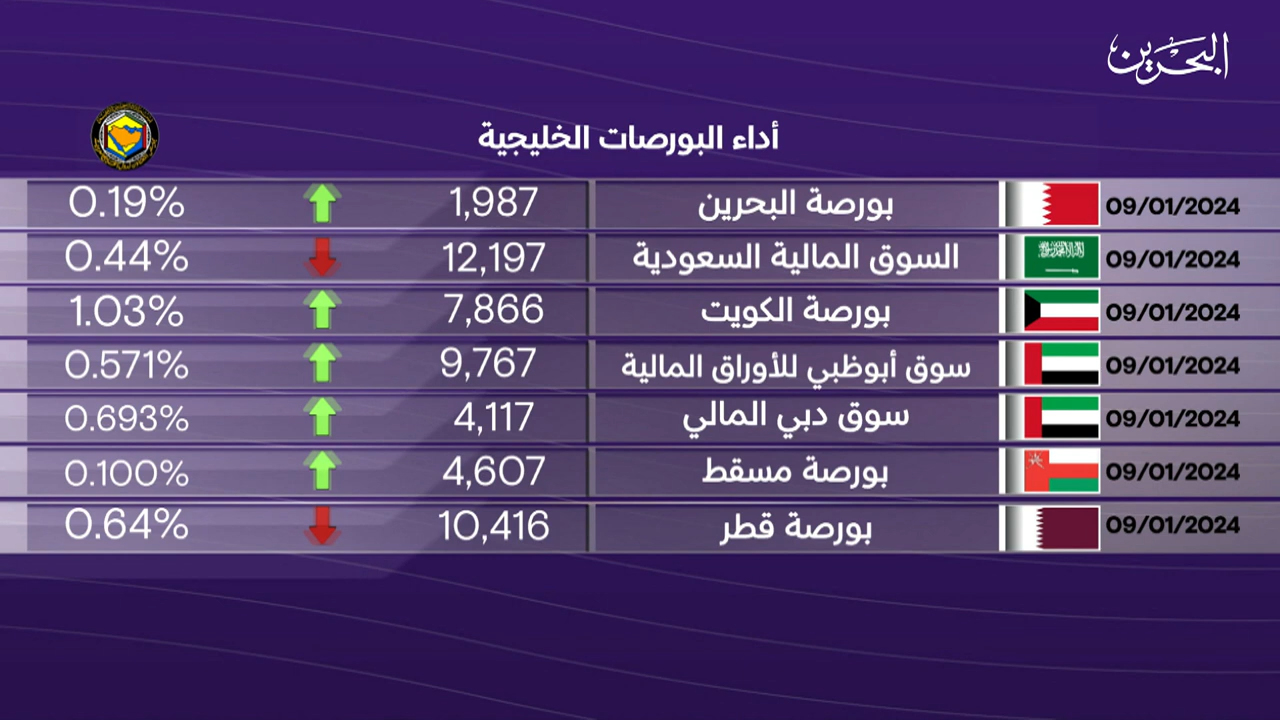 البحرين
أداء البورصات الخليجية
09/01/2024 بورصة البحرين 1,987 0.19%
09/01/2024 السوق المالية السعودية 12,197 0.44%
09/01/2024 بورصة الكويت 7,866 1.03%
09/01/2024 سوق أبوظبي للأوراق المالية 9,767 0.571%
09/01/2024 سوق دبي المالي 4,117 0.693%
09/01/2024 بورصة مسقط 4,607 0.100%
09/01/2024 بورصة قطر 10,416 0.64%